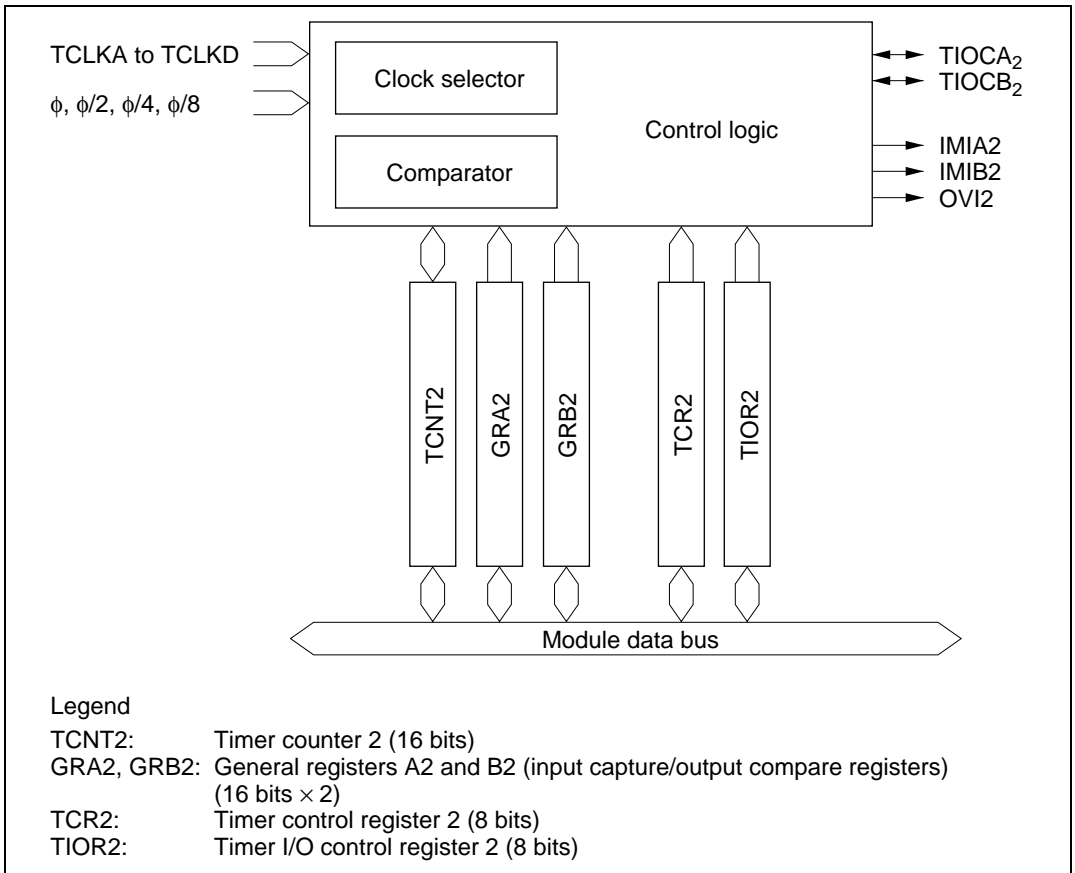 TCLKA to TCLKD
ϕ, ϕ/2, ϕ/4, ϕ/8
Clock selector
Comparator
Control logic
TIOCA₂
TIOCB₂
IMIA2
IMIB2
OVI2
TCNT2
GRA2
GRB2
TCR2
TIOR2
Module data bus
Legend
TCNT2: Timer counter 2 (16 bits)
GRA2, GRB2: General registers A2 and B2 (input capture/output compare registers)
(16 bits × 2)
TCR2: Timer control register 2 (8 bits)
TIOR2: Timer I/O control register 2 (8 bits)